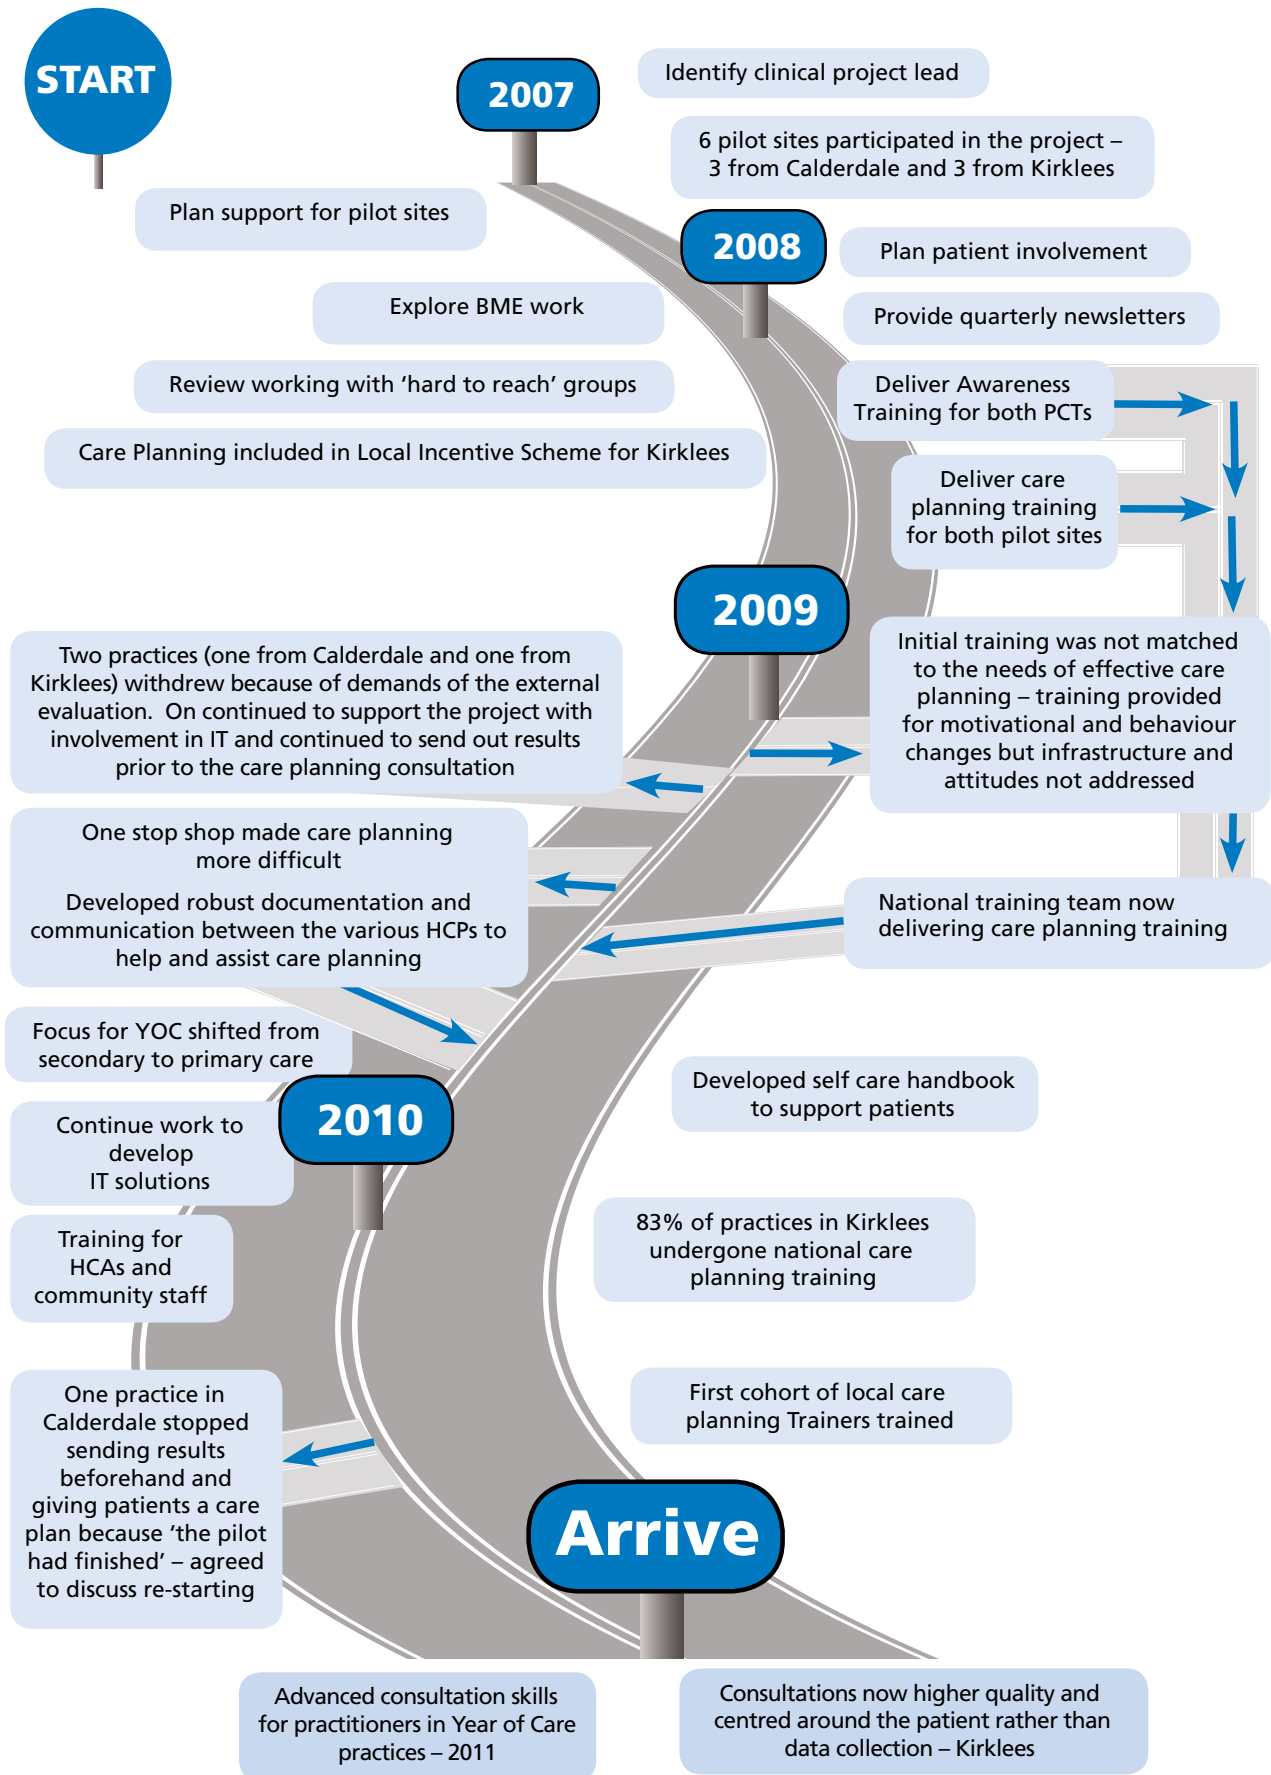 START
2007
Identify clinical project lead
6 pilot sites participated in the project –
3 from Calderdale and 3 from Kirklees
Plan support for pilot sites
2008
Plan patient involvement
Explore BME work
Provide quarterly newsletters
Review working with ‘hard to reach’ groups
Deliver Awareness
Training for both PCTs
Care Planning included in Local Incentive Scheme for Kirklees
Deliver care
planning training
for both pilot sites
2009
Two practices (one from Calderdale and one from
Kirklees) withdrew because of demands of the external
evaluation.  On continued to support the project with
involvement in IT and continued to send out results
prior to the care planning consultation
Initial training was not matched
to the needs of effective care
planning – training provided
for motivational and behaviour
changes but infrastructure and
attitudes not addressed
One stop shop made care planning
more difficult
Developed robust documentation and
communication between the various HCPs to
help and assist care planning
National training team now
delivering care planning training
Focus for YOC shifted from
secondary to primary care
2010
Developed self care handbook
to support patients
Continue work to
develop
IT solutions
83% of practices in Kirklees
undergone national care
planning training
Training for
HCAs and
community staff
First cohort of local care
planning Trainers trained
One practice in
Calderdale stopped
sending results
beforehand and
giving patients a care
plan because ‘the pilot
had finished’ – agreed
to discuss re-starting
Arrive
Advanced consultation skills
for practitioners in Year of Care
practices – 2011
Consultations now higher quality and
centred around the patient rather than
data collection – Kirklees